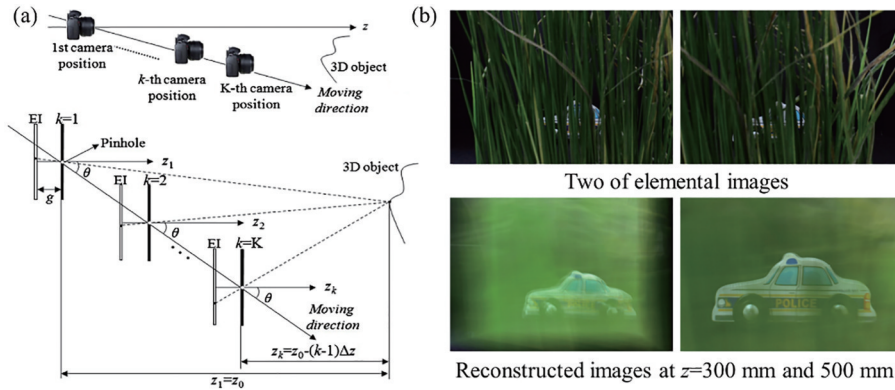 (a)
z
1st camera
position
k-th camera
position
K-th camera
position
3D object
Moving
direction
EI
k=1
Pinhole
z1
θ
g
EI
k=2
z2
θ
EI
k=K
zk
θ
3D object
Moving
direction
zk=z0-(k-1)Δz
z1=z0
(b)
Two of elemental images
POLICE
Reconstructed images at z=300 mm and 500 mm